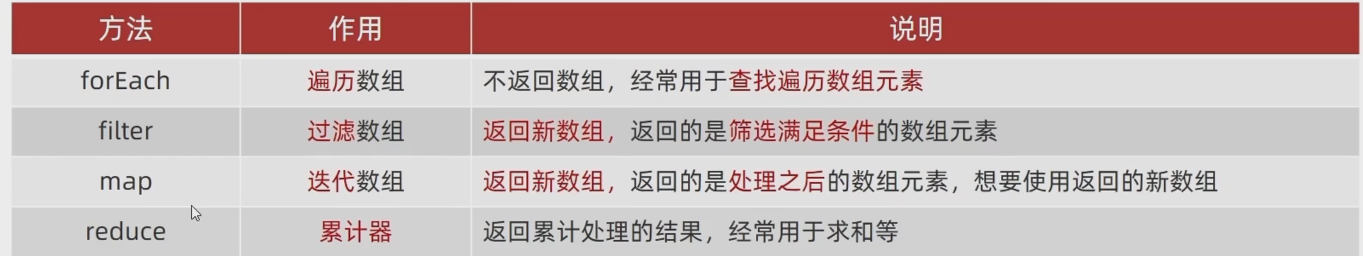 方法 作用 说明
forEach 遍历数组 不返回数组，经常用于查找遍历数组元素
filter 过滤数组 返回新数组，返回的是筛选满足条件的数组元素
map 迭代数组 返回新数组，返回的是处理之后的数组元素，想要使用返回的新数组
reduce 累计器 返回累计处理的结果，经常用于求和等